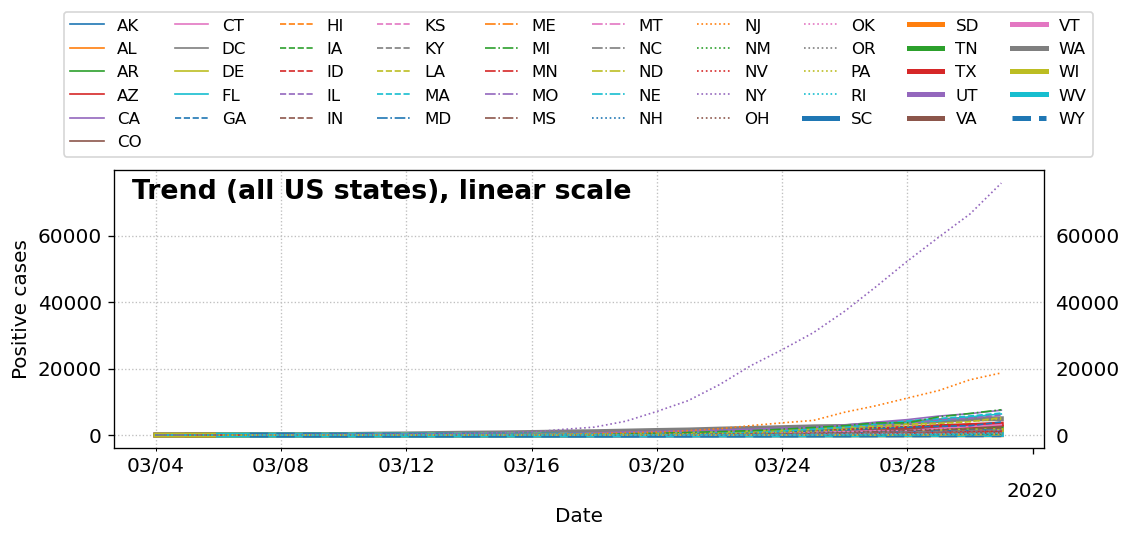 AK CT HI KS ME MT NJ OK SD VT
AL DC IA KY MI NC NM OR TN WA
AR DE ID LA MN ND NV PA TX WI
AZ FL IL MA MO NE NY RI UT WV
CA GA IN MD MS NH OH SC VA WY
CO
Trend (all US states), linear scale
Positive cases
60000 60000
40000 40000
20000 20000
0 0
03/04 03/08 03/12 03/16 03/20 03/24 03/28
2020
Date